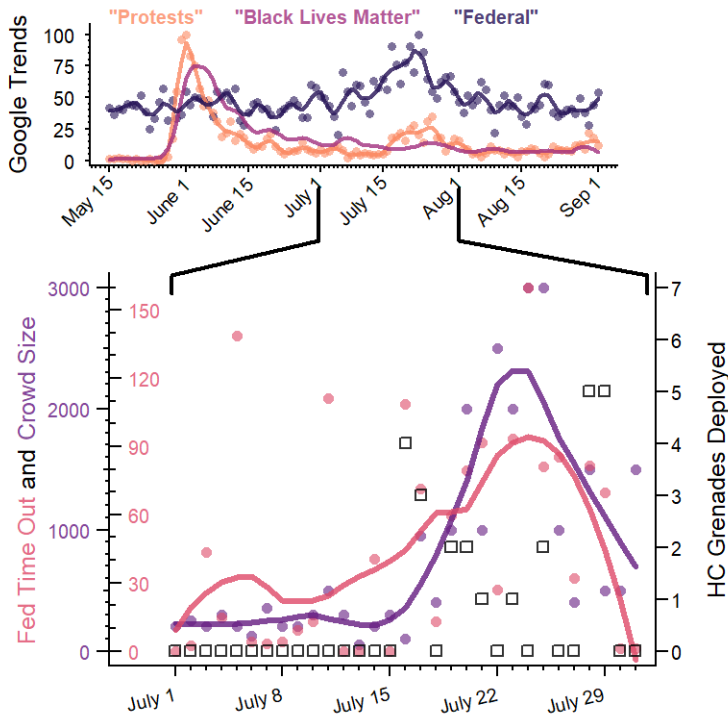 "Protests" "Black Lives Matter" "Federal"
Google Trends
100
75
50
25
0
May 15
June 1
June 15
July 1
July 15
Aug 1
Aug 15
Sep 1
Fed Time Out and Crowd Size
3000
2000
1000
0
150
120
90
60
30
0
7
6
5
4
3
2
1
0
HC Grenades Deployed
July 1
July 8
July 15
July 22
July 29